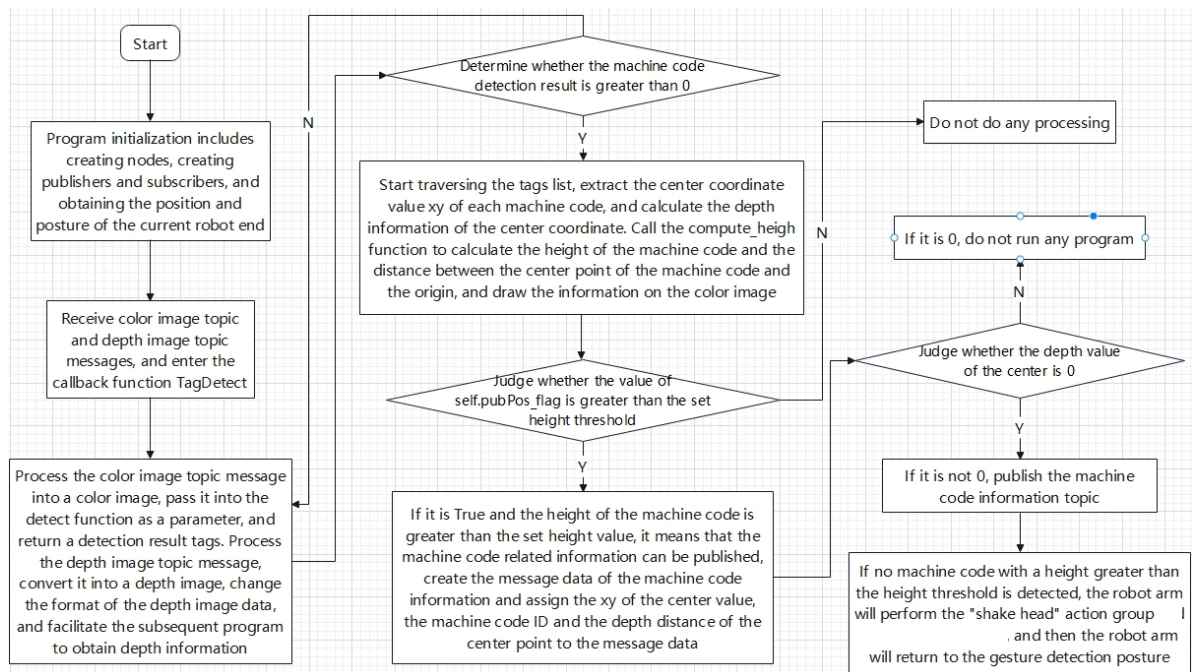 Start
Program initialization includes
creating nodes, creating
publishers and subscribers, and
obtaining the position and
posture of the current robot end
Receive color image topic
and depth image topic
messages, and enter the
callback function TagDetect
Process the color image topic message
into a color image, pass it into the
detect function as a parameter, and
return a detection result tags. Process
the depth image topic message,
convert it into a depth image, change
the format of the depth image data,
and facilitate the subsequent program
to obtain depth information
N
Determine whether the machine code
detection result is greater than 0
Y
Start traversing the tags list, extract the center coordinate
value xy of each machine code, and calculate the depth
information of the center coordinate. Call the compute_heigh
function to calculate the height of the machine code and the
distance between the center point of the machine code and
the origin, and draw the information on the color image
Judge whether the value of
self.pubPos_flag is greater than the set
height threshold
Y
If it is True and the height of the machine code is
greater than the set height value, it means that the
machine code related information can be published,
create the message data of the machine code
information and assign the xy of the center value,
the machine code ID and the depth distance of the
center point to the message data
N
Do not do any processing
If it is 0, do not run any program
N
Judge whether the depth value
of the center is 0
Y
If it is not 0, publish the machine
code information topic
If no machine code with a height greater than
the height threshold is detected, the robot arm
will perform the "shake head" action group
, and then the robot arm
will return to the gesture detection posture